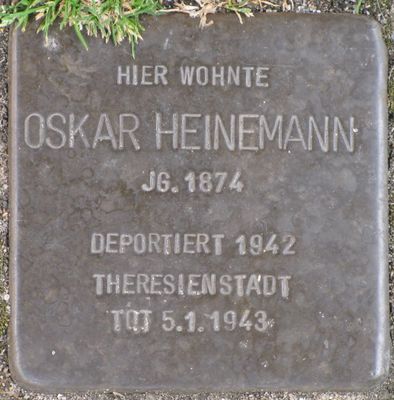 HIER WOHNTE
OSKAR HEINEMANN
JG. 1874
DEPORTIERT 1942
THERESIENSTADT
TOT 5.1.1943